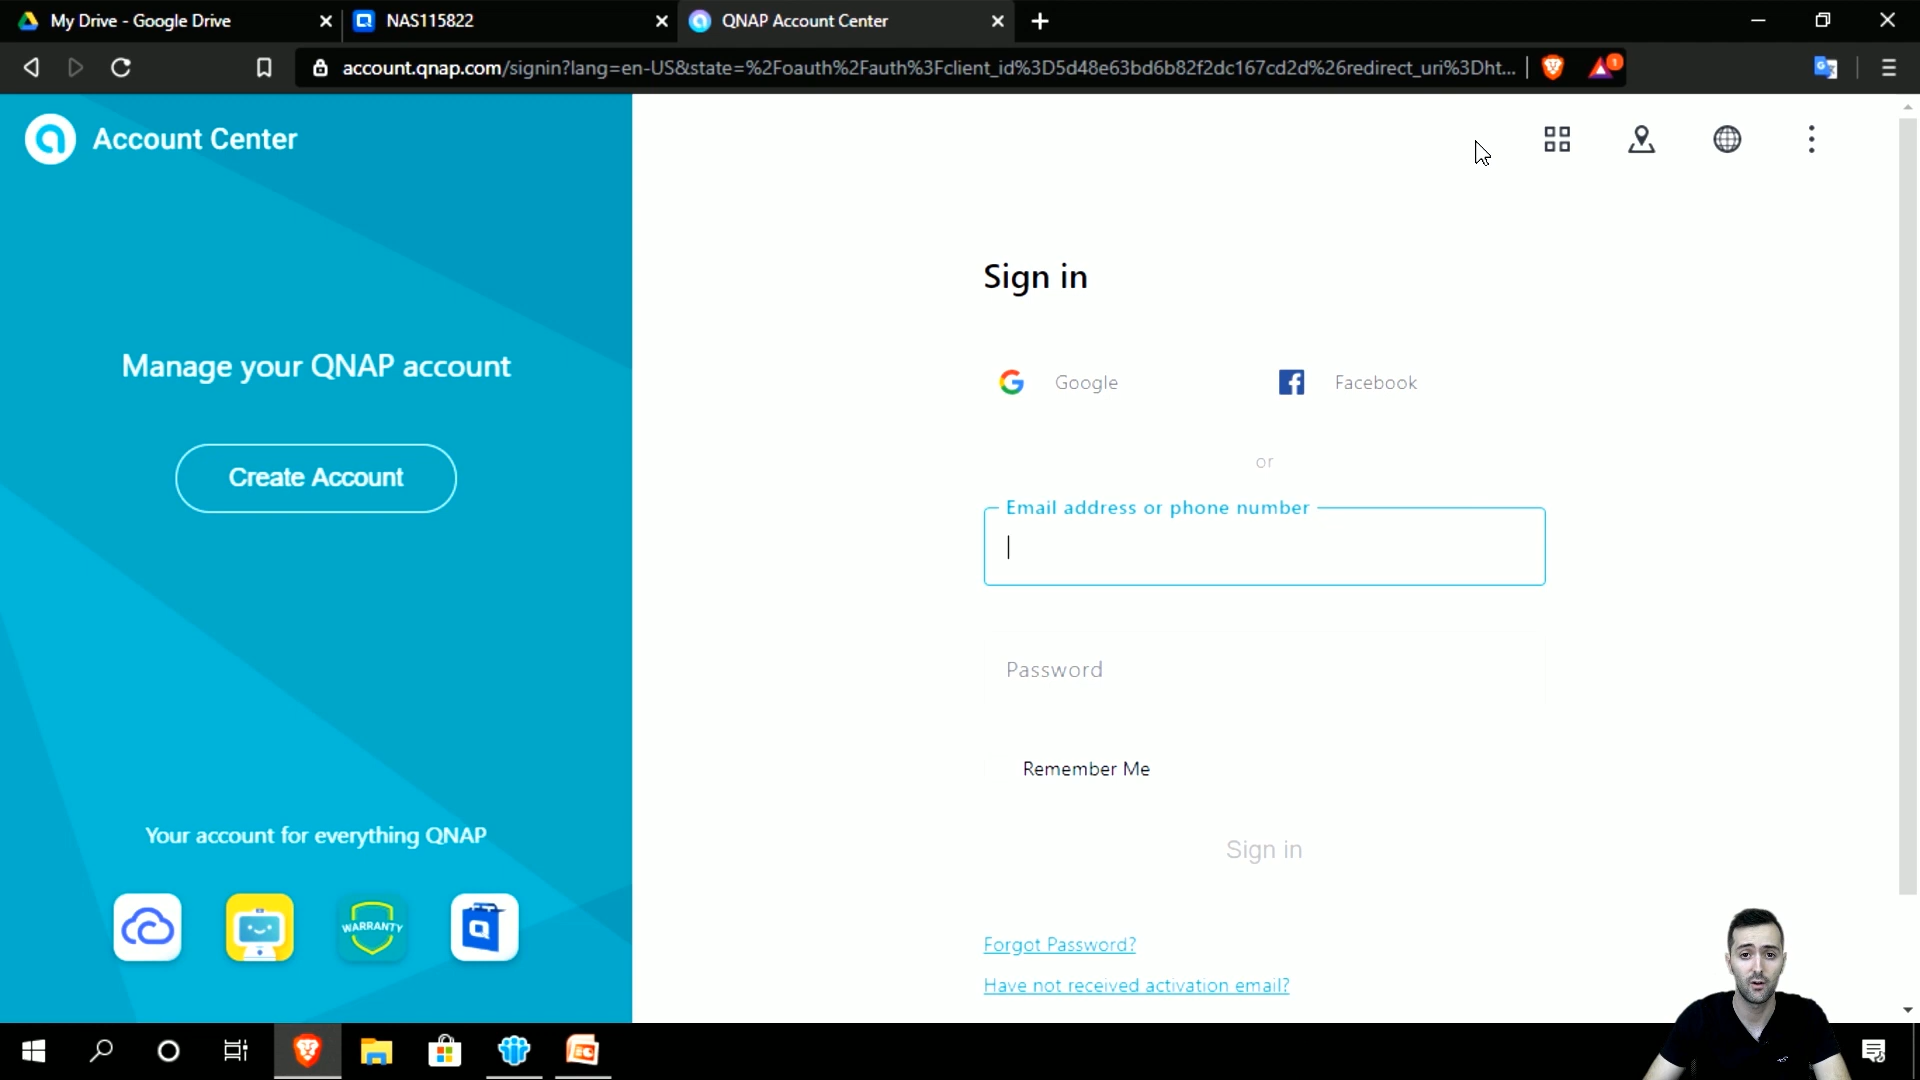 My Drive - Google Drive
NAS115822
QNAP Account Center
account.qnap.com/signin?lang=en-US&state=%2Foauth%2Fauth%3Fclient_id%3D5d48e63bd6b82f2dc167cd2d%26redirect_uri%3Dht...
1
Account Center
Sign in
Manage your QNAP account
Google
Facebook
Create Account
or
Email address or phone number
Password
Remember Me
Your account for everything QNAP
Sign in
WARRANTY
Forgot Password?
Have not received activation email?